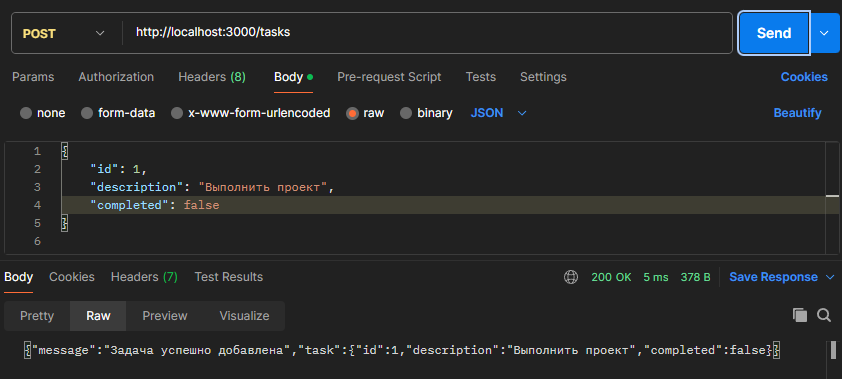 POST http://localhost:3000/tasks Send
Params Authorization Headers (8) Body Pre-request Script Tests Settings Cookies
none form-data x-www-form-urlencoded raw binary JSON Beautify
1 {
2 "id": 1,
3 "description": "Выполнить проект",
4 "completed": false
5 }
6
Body Cookies Headers (7) Test Results 200 OK 5 ms 378 B Save Response
Pretty Raw Preview Visualize
{"message":"Задача успешно добавлена","task":{"id":1,"description":"Выполнить проект","completed":false}}